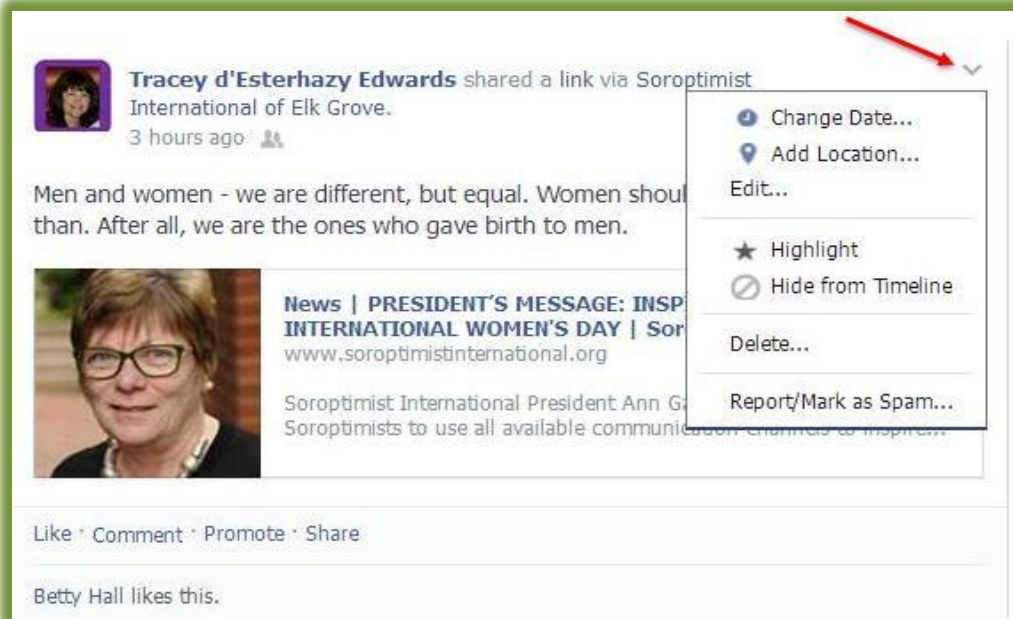 Tracey d'Esterhazy Edwards shared a link via Soroptimist
International of Elk Grove.
3 hours ago
Change Date...
Add Location...
Edit...
Highlight
Hide from Timeline
Delete...
Report/Mark as Spam...
Men and women - we are different, but equal. Women
than. After all, we are the ones who gave birth to men.
News | PRESIDENT'S MESSAGE:
INTERNATIONAL WOMEN'S DAY |
www.soroptimistinternational.org
Soroptimist International President Ann
Soroptimists to use all available communication channels to inspire...
Like · Comment · Promote · Share
Betty Hall likes this.